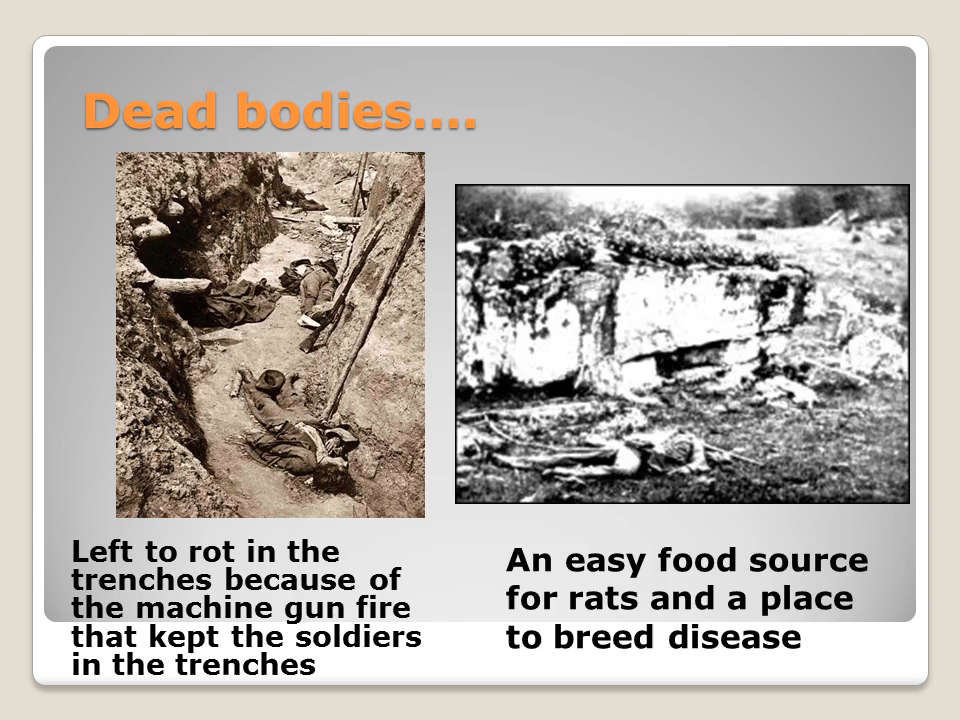 Dead bodies….
Left to rot in the
trenches because of
the machine gun fire
that kept the soldiers
in the trenches
An easy food source
for rats and a place
to breed disease